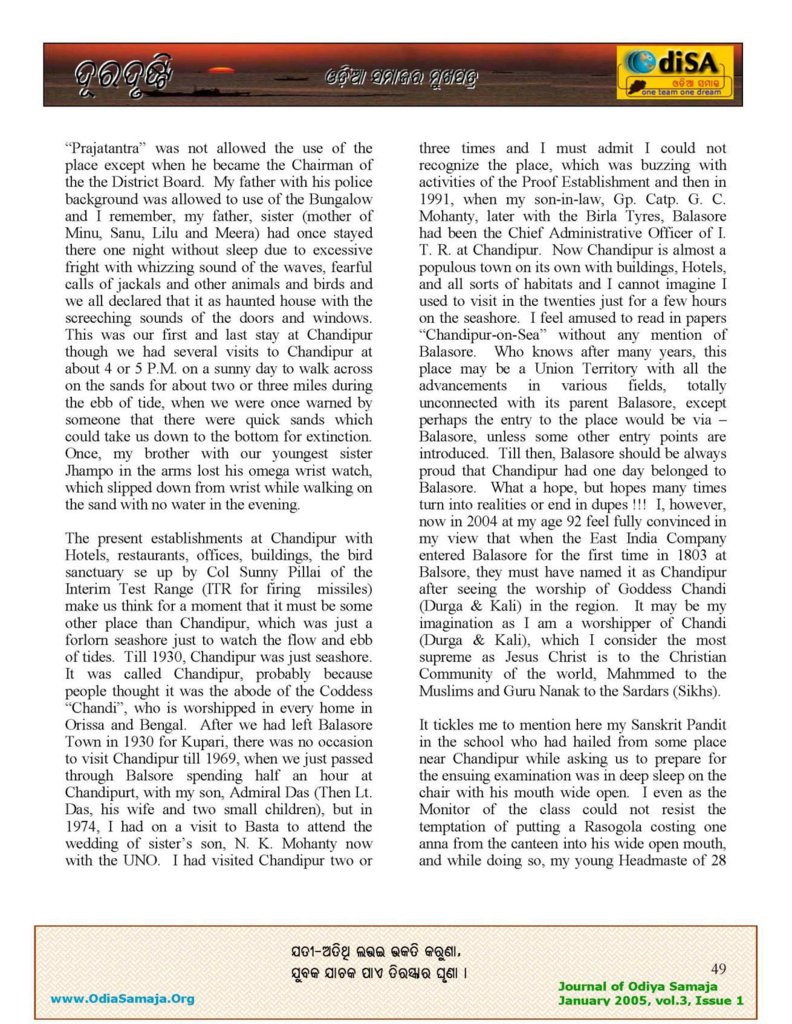 ଦୂରଦୃଷ୍ଟି
ଓଡ଼ିଆ ସମାଜର ମୁଖପତ୍ର
OdiSA
ଓଡ଼ିଆ ସମାଜ
one team one dream
“Prajatantra” was not allowed the use of the
place except when he became the Chairman of
the the District Board. My father with his police
background was allowed to use of the Bungalow
and I remember, my father, sister (mother of
Minu, Sanu, Lilu and Meera) had once stayed
there one night without sleep due to excessive
fright with whizzing sound of the waves, fearful
calls of jackals and other animals and birds and
we all declared that it as haunted house with the
screeching sounds of the doors and windows.
This was our first and last stay at Chandipur
though we had several visits to Chandipur at
about 4 or 5 P.M. on a sunny day to walk across
on the sands for about two or three miles during
the ebb of tide, when we were once warned by
someone that there were quick sands which
could take us down to the bottom for extinction.
Once, my brother with our youngest sister
Jhampo in the arms lost his omega wrist watch,
which slipped down from wrist while walking on
the sand with no water in the evening.
The present establishments at Chandipur with
Hotels, restaurants, offices, buildings, the bird
sanctuary se up by Col Sunny Pillai of the
Interim Test Range (ITR for firing missiles)
make us think for a moment that it must be some
other place than Chandipur, which was just a
forlorn seashore just to watch the flow and ebb
of tides. Till 1930, Chandipur was just seashore.
It was called Chandipur, probably because
people thought it was the abode of the Coddess
“Chandi”, who is worshipped in every home in
Orissa and Bengal. After we had left Balasore
Town in 1930 for Kupari, there was no occasion
to visit Chandipur till 1969, when we just passed
through Balsore spending half an hour at
Chandipurt, with my son, Admiral Das (Then Lt.
Das, his wife and two small children), but in
1974, I had on a visit to Basta to attend the
wedding of sister’s son, N. K. Mohanty now
with the UNO. I had visited Chandipur two or
three times and I must admit I could not
recognize the place, which was buzzing with
activities of the Proof Establishment and then in
1991, when my son-in-law, Gp. Catp. G. C.
Mohanty, later with the Birla Tyres, Balasore
had been the Chief Administrative Officer of I.
T. R. at Chandipur. Now Chandipur is almost a
populous town on its own with buildings, Hotels,
and all sorts of habitats and I cannot imagine I
used to visit in the twenties just for a few hours
on the seashore. I feel amused to read in papers
“Chandipur-on-Sea” without any mention of
Balasore. Who knows after many years, this
place may be a Union Territory with all the
advancements in various fields, totally
unconnected with its parent Balasore, except
perhaps the entry to the place would be via –
Balasore, unless some other entry points are
introduced. Till then, Balasore should be always
proud that Chandipur had one day belonged to
Balasore. What a hope, but hopes many times
turn into realities or end in dupes !!! I, however,
now in 2004 at my age 92 feel fully convinced in
my view that when the East India Company
entered Balasore for the first time in 1803 at
Balsore, they must have named it as Chandipur
after seeing the worship of Goddess Chandi
(Durga & Kali) in the region. It may be my
imagination as I am a worshipper of Chandi
(Durga & Kali), which I consider the most
supreme as Jesus Christ is to the Christian
Community of the world, Mahmmed to the
Muslims and Guru Nanak to the Sardars (Sikhs).
It tickles me to mention here my Sanskrit Pandit
in the school who had hailed from some place
near Chandipur while asking us to prepare for
the ensuing examination was in deep sleep on the
chair with his mouth wide open. I even as the
Monitor of the class could not resist the
temptation of putting a Rasogola costing one
anna from the canteen into his wide open mouth,
and while doing so, my young Headmaste of 28
ଯତୀ-ଅତିଥି ଲଭଇ ଭକତି କରୁଣା,
ଯୁବକ ଯାଚକ ପାଏ ତିରସ୍କାର ଘୃଣା ।
49
www.OdiaSamaja.Org
Journal of Odiya Samaja
January 2005, vol.3, Issue 1